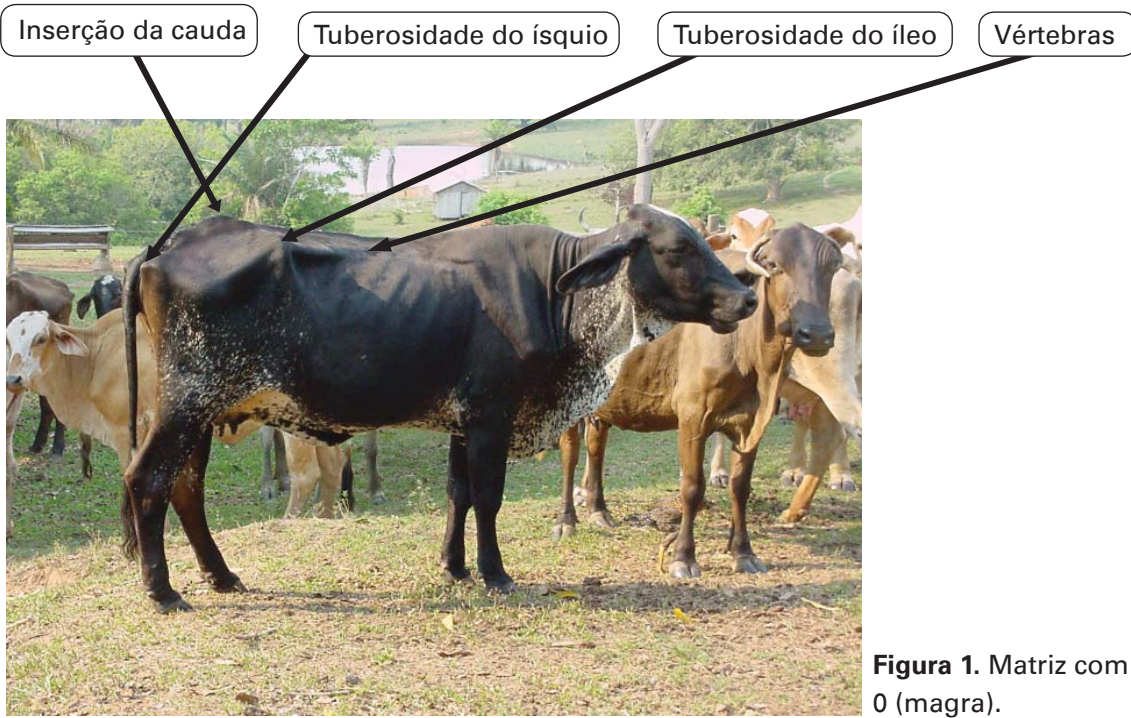 Inserção da cauda
Tuberosidade do ísquio
Tuberosidade do íleo
Vértebras
Figura 1. Matriz com
0 (magra).